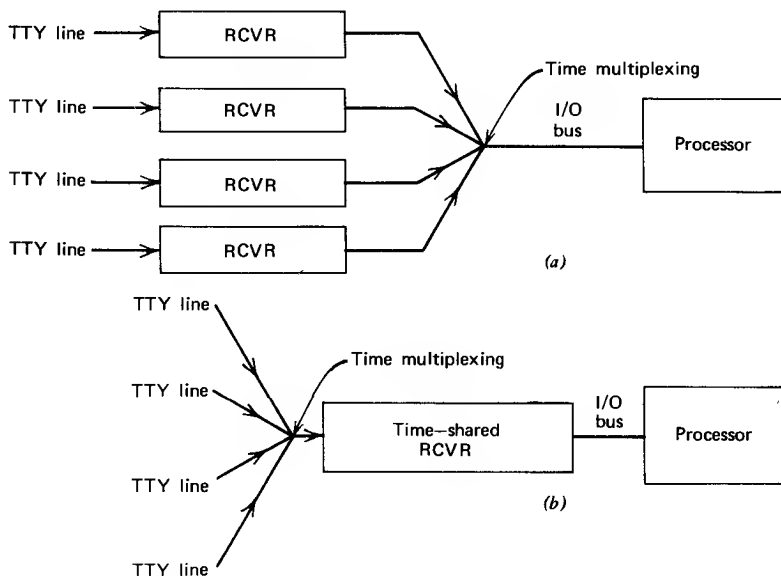 TTY line
RCVR
TTY line
RCVR
TTY line
RCVR
TTY line
RCVR
Time multiplexing
I/O
bus
Processor
(a)
TTY line
TTY line
TTY line
TTY line
Time multiplexing
Time–shared
RCVR
I/O
bus
Processor
(b)